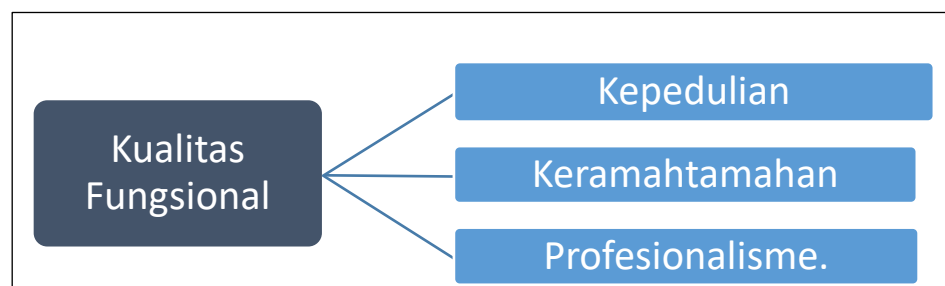 Kualitas
Fungsional
Kepedulian
Keramahtamahan
Profesionalisme.